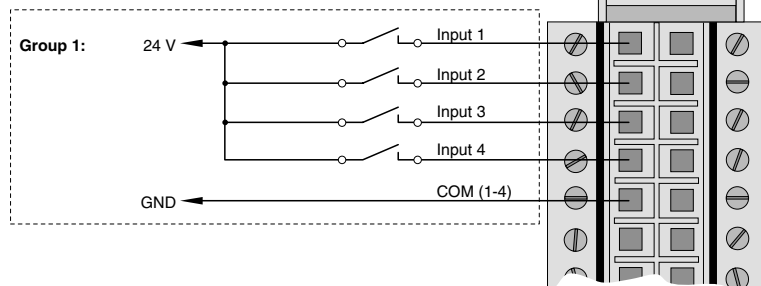 Group 1:
24 V
Input 1
Input 2
Input 3
Input 4
COM (1-4)
GND